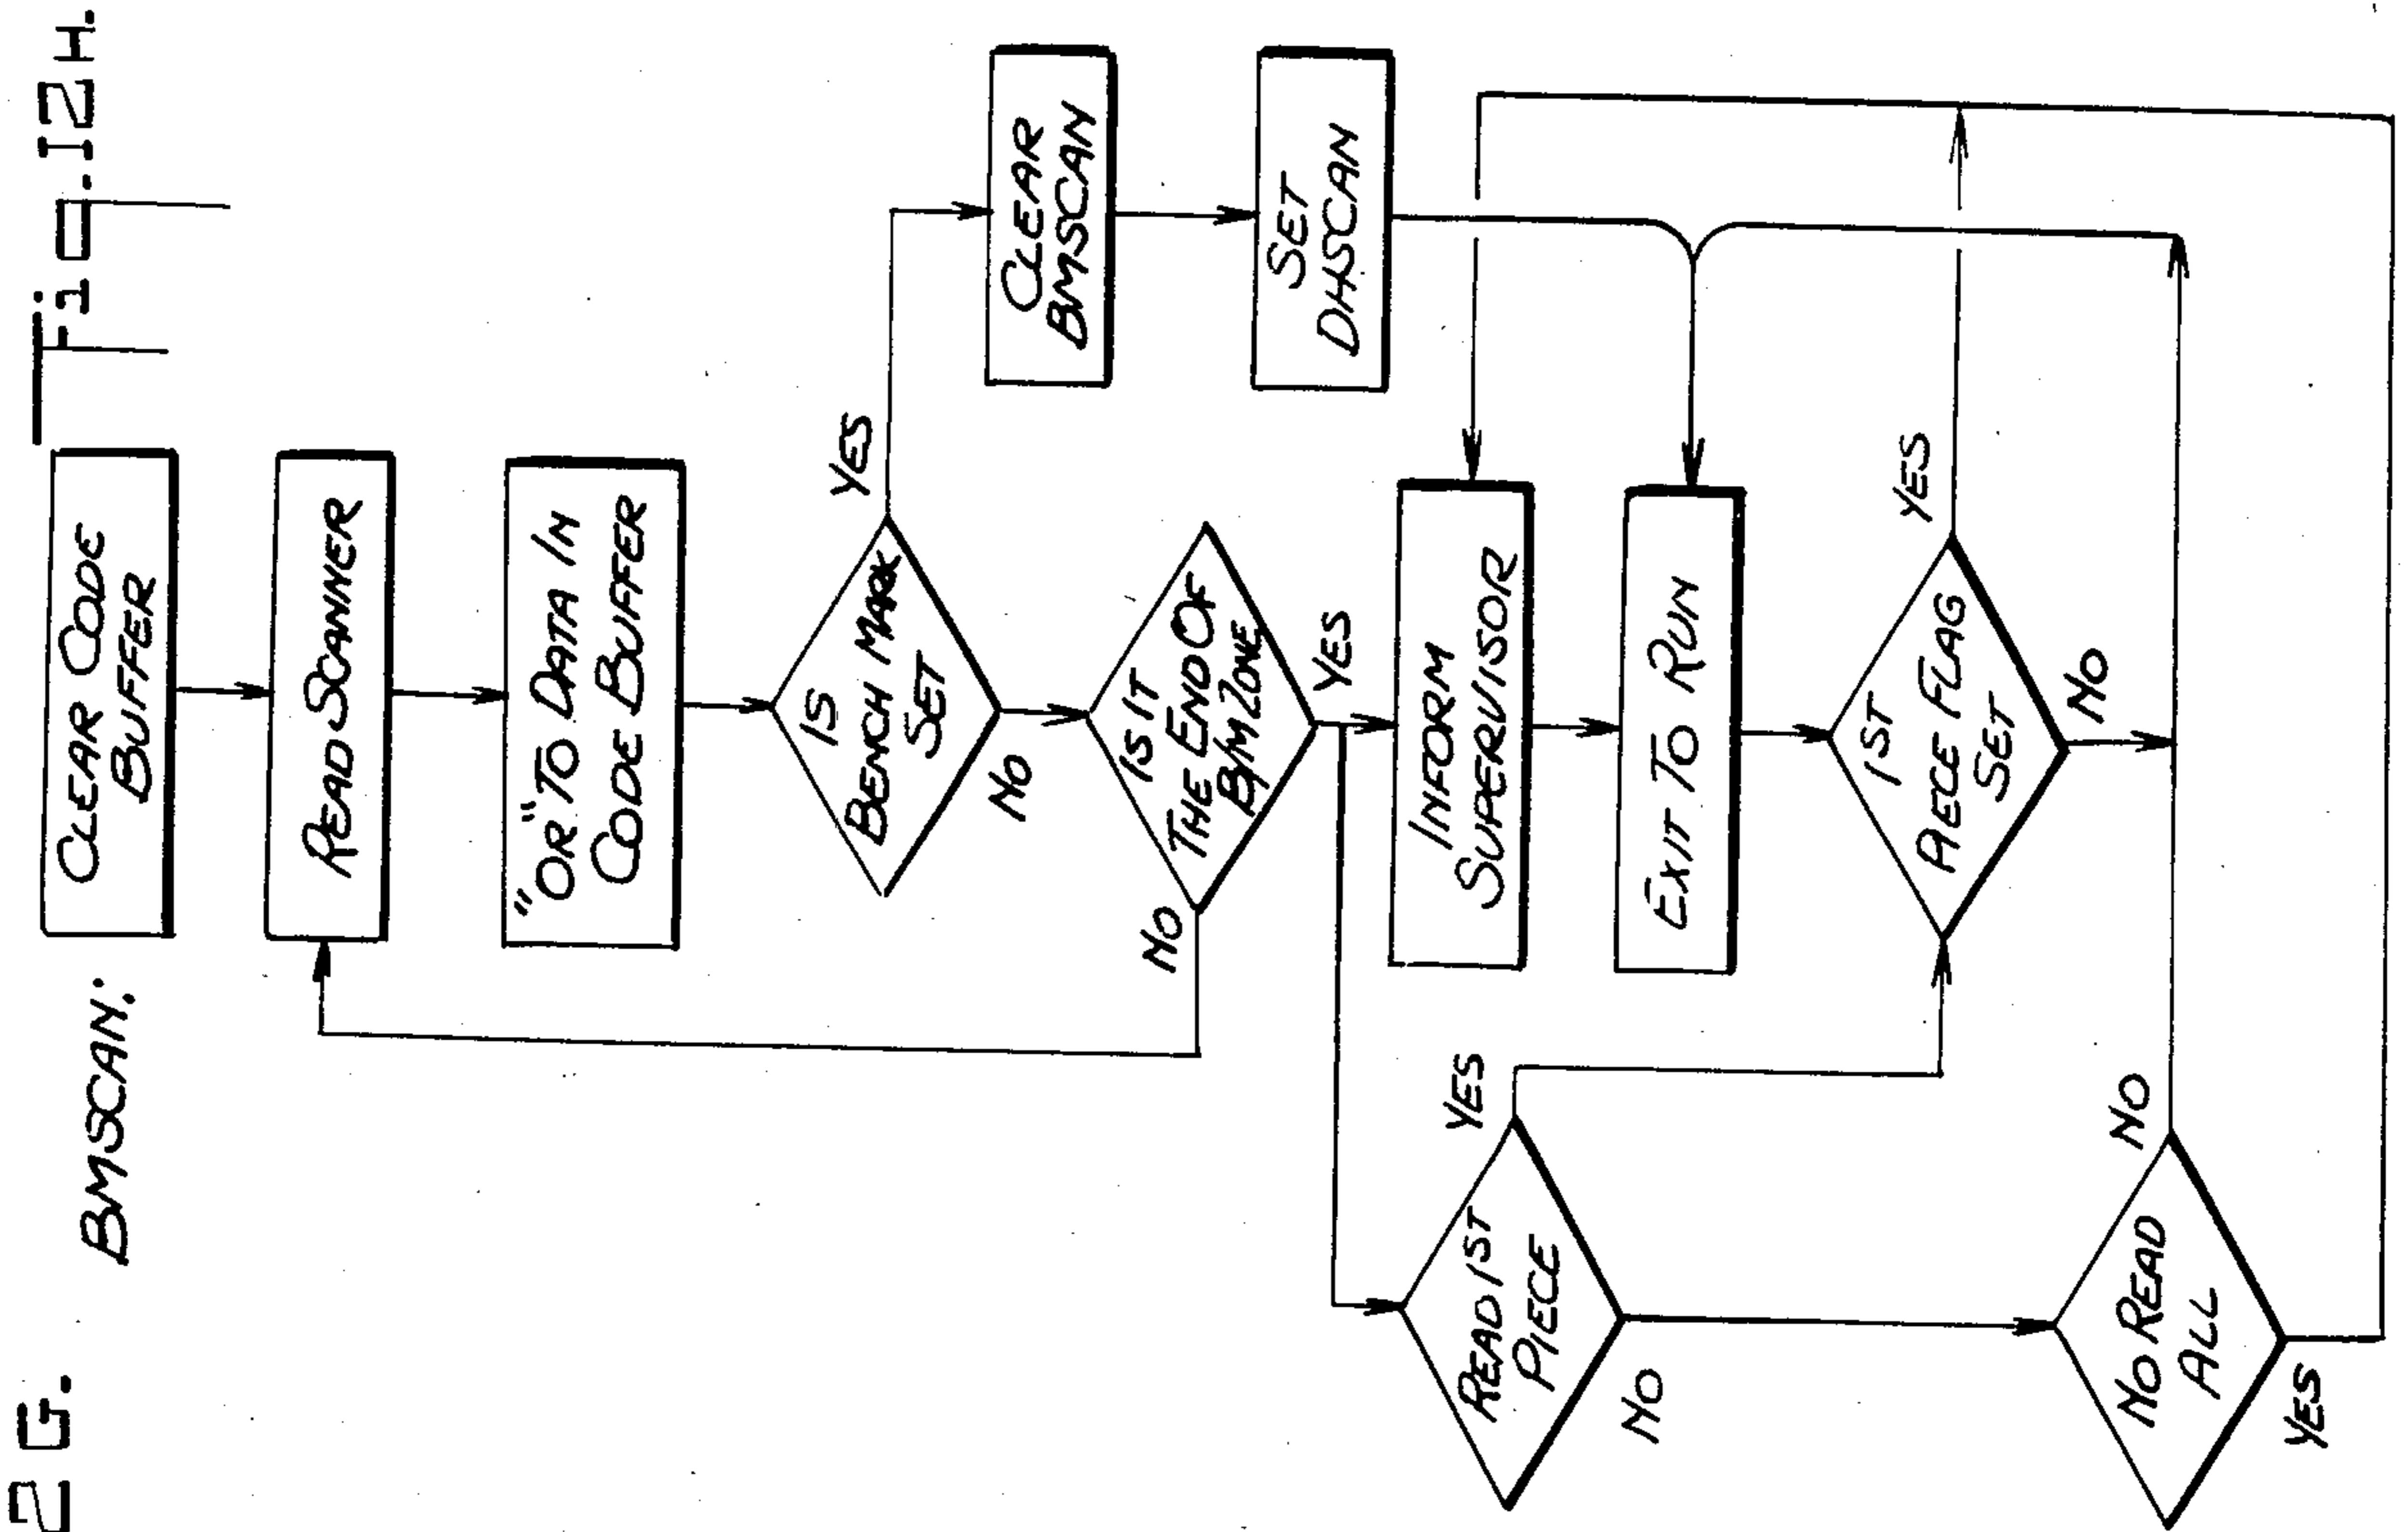 2G.
Fig. 12H.
BMSCAN:
CLEAR CODE
BUFFER
READ SCANNER
"OR" TO DATA IN
CODE BUFFER
IS
BENCH MARK
SET
YES
NO
CLEAR
BMSCAN
SET
DHSCAN
IS IT
THE END OF
B/M ZONE
NO
YES
INFORM
SUPERVISOR
EXIT TO RUN
READ 1ST
PIECE
YES
NO
1ST
PIECE FLAG
SET
YES
NO
NO READ
ALL
NO
YES